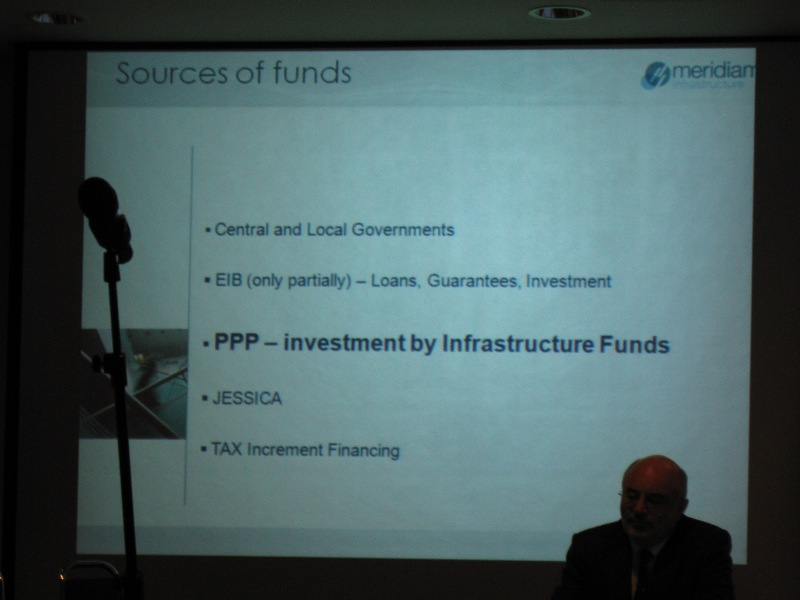 Sources of funds
meridiam
infrastructure
▪ Central and Local Governments
▪ EIB (only partially) – Loans, Guarantees, Investment
▪ PPP – investment by Infrastructure Funds
▪ JESSICA
▪ TAX Increment Financing